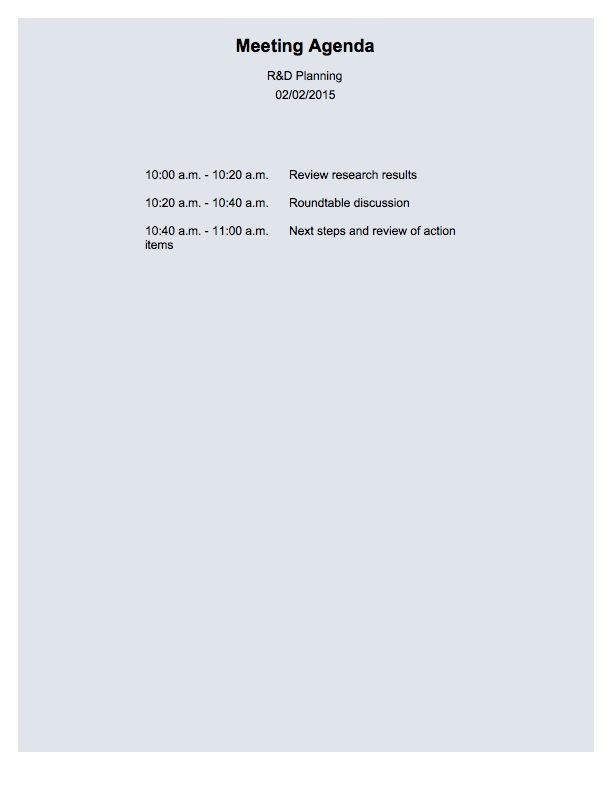 Meeting Agenda
R&D Planning
02/02/2015
10:00 a.m. - 10:20 a.m. Review research results
10:20 a.m. - 10:40 a.m. Roundtable discussion
10:40 a.m. - 11:00 a.m. Next steps and review of action
items